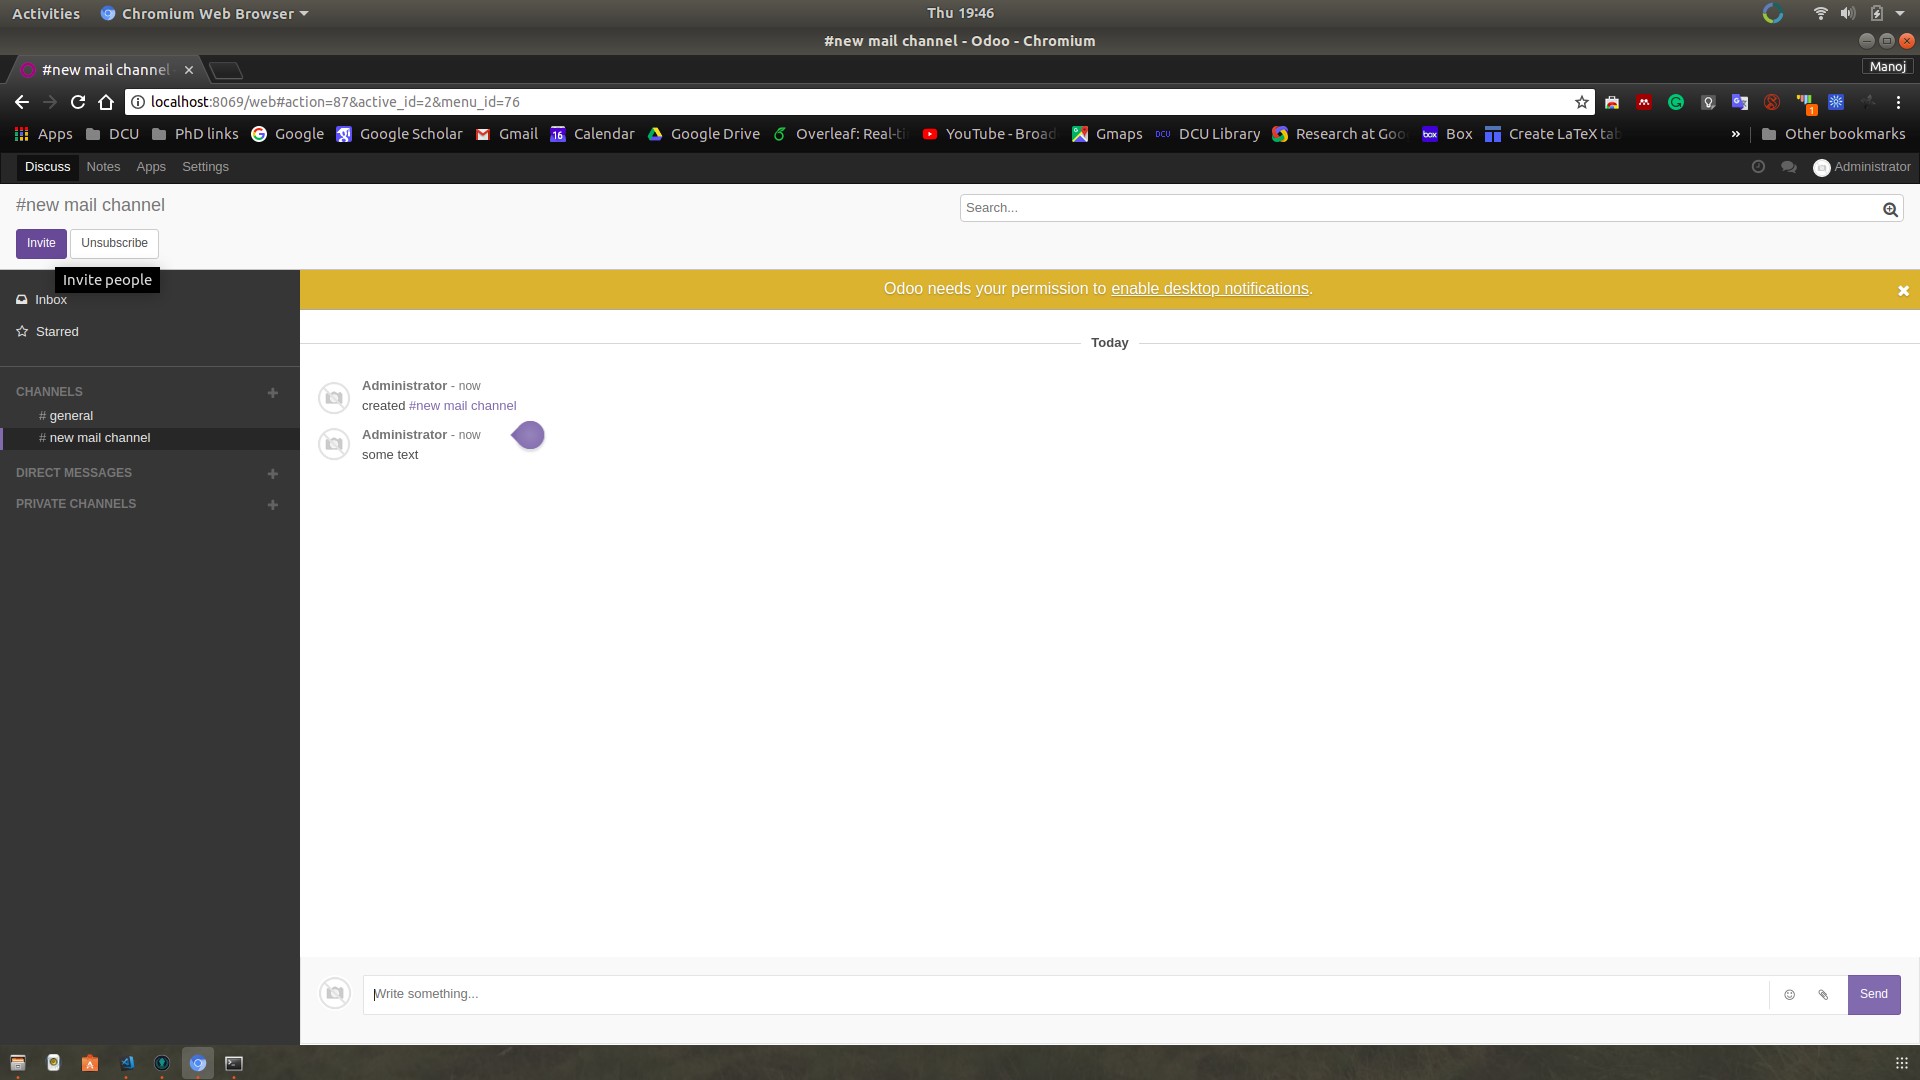 Activities Chromium Web Browser Thu 19:46
#new mail channel - Odoo - Chromium
#new mail channel Manoj
localhost:8069/web#action=87&active_id=2&menu_id=76 1
Apps DCU PhD links Google Google Scholar Gmail 16 Calendar Google Drive Overleaf: Real-ti YouTube - Broad Gmaps DCU DCU Library Research at Goo box Box Create LaTeX tab » Other bookmarks
Discuss Notes Apps Settings Administrator
#new mail channel Search...
Invite Unsubscribe
Invite people
Odoo needs your permission to enable desktop notifications.
Inbox
Starred
Today
CHANNELS
# general
# new mail channel
DIRECT MESSAGES
PRIVATE CHANNELS
Administrator - now
created #new mail channel
Administrator - now
some text
Write something... Send